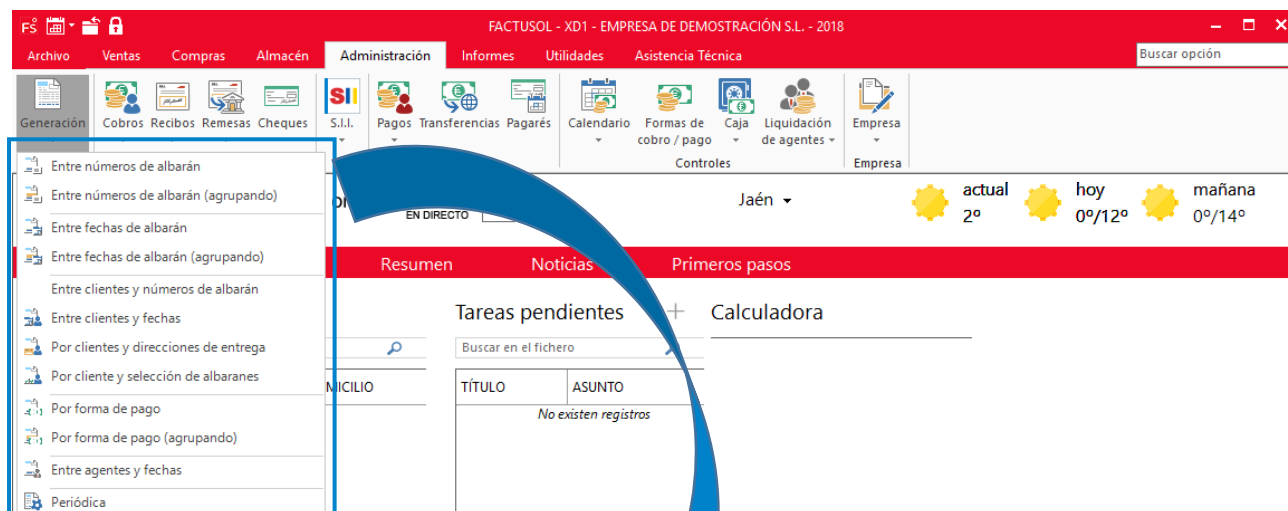 FS
FACTUSOL - XD1 - EMPRESA DE DEMOSTRACIÓN S.L. - 2018
Archivo Ventas Compras Almacén Administración Informes Utilidades Asistencia Técnica Buscar opción
Generación Cobros Recibos Remesas Cheques SII S.I.I. Pagos Transferencias Pagarés Calendario Formas de cobro / pago Caja Liquidación de agentes Empresa
Controles Empresa
Entre números de albarán
Entre números de albarán (agrupando)
Entre fechas de albarán
Entre fechas de albarán (agrupando)
Entre clientes y números de albarán
Entre clientes y fechas
Por clientes y direcciones de entrega
Por cliente y selección de albaranes
Por forma de pago
Por forma de pago (agrupando)
Entre agentes y fechas
Periódica
EN DIRECTO
Jaén
actual
2º
hoy
0º/12º
mañana
0º/14º
Resumen Noticias Primeros pasos
Tareas pendientes + Calculadora
Buscar en el fichero
MICILIO TÍTULO ASUNTO
No existen registros